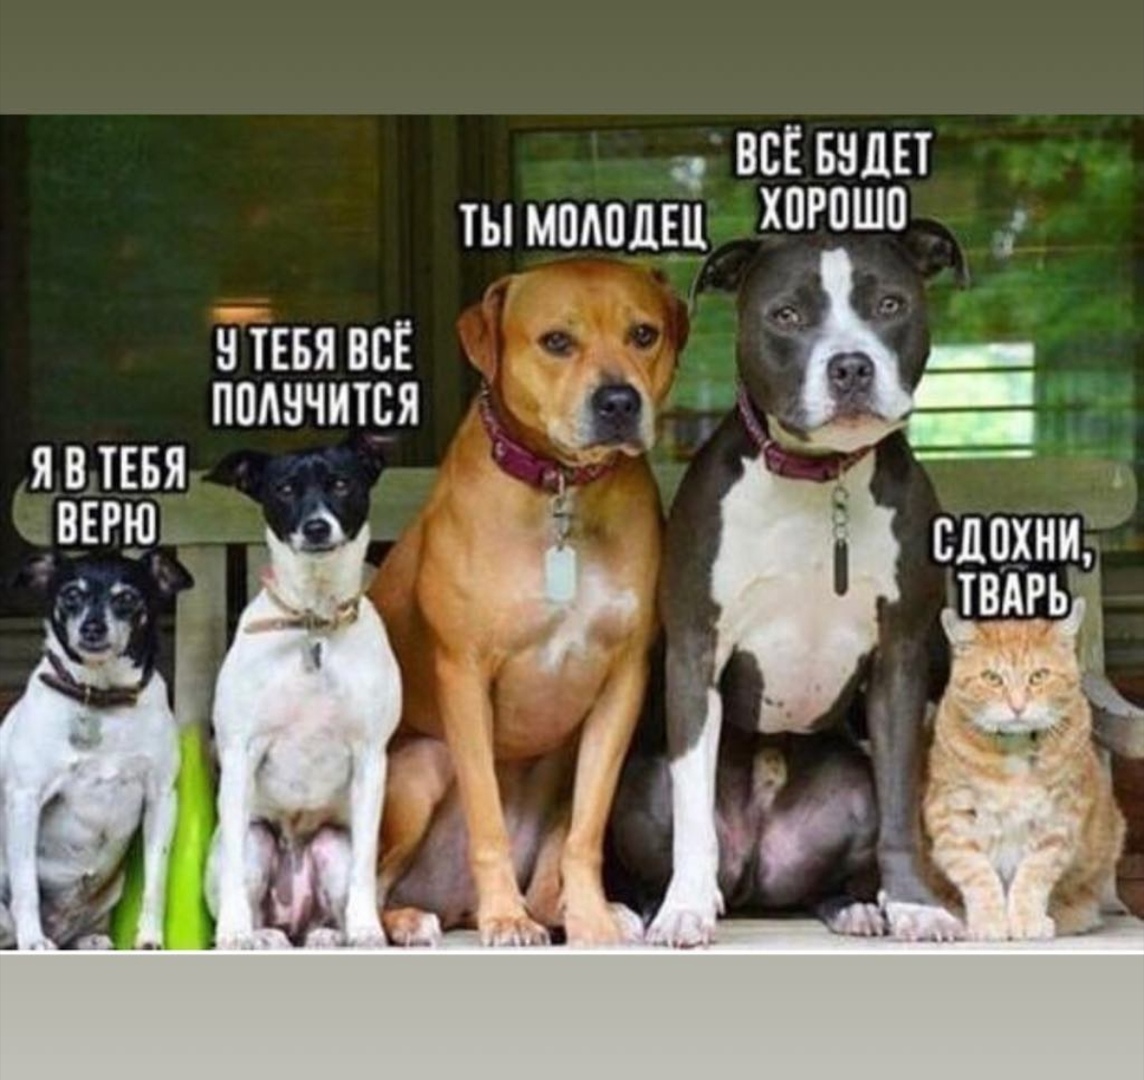 Я В ТЕБЯ
ВЕРЮ
У ТЕБЯ ВСЁ
ПОЛУЧИТСЯ
ТЫ МОЛОДЕЦ
ВСЁ БУДЕТ
ХОРОШО
СДОХНИ,
ТВАРЬ